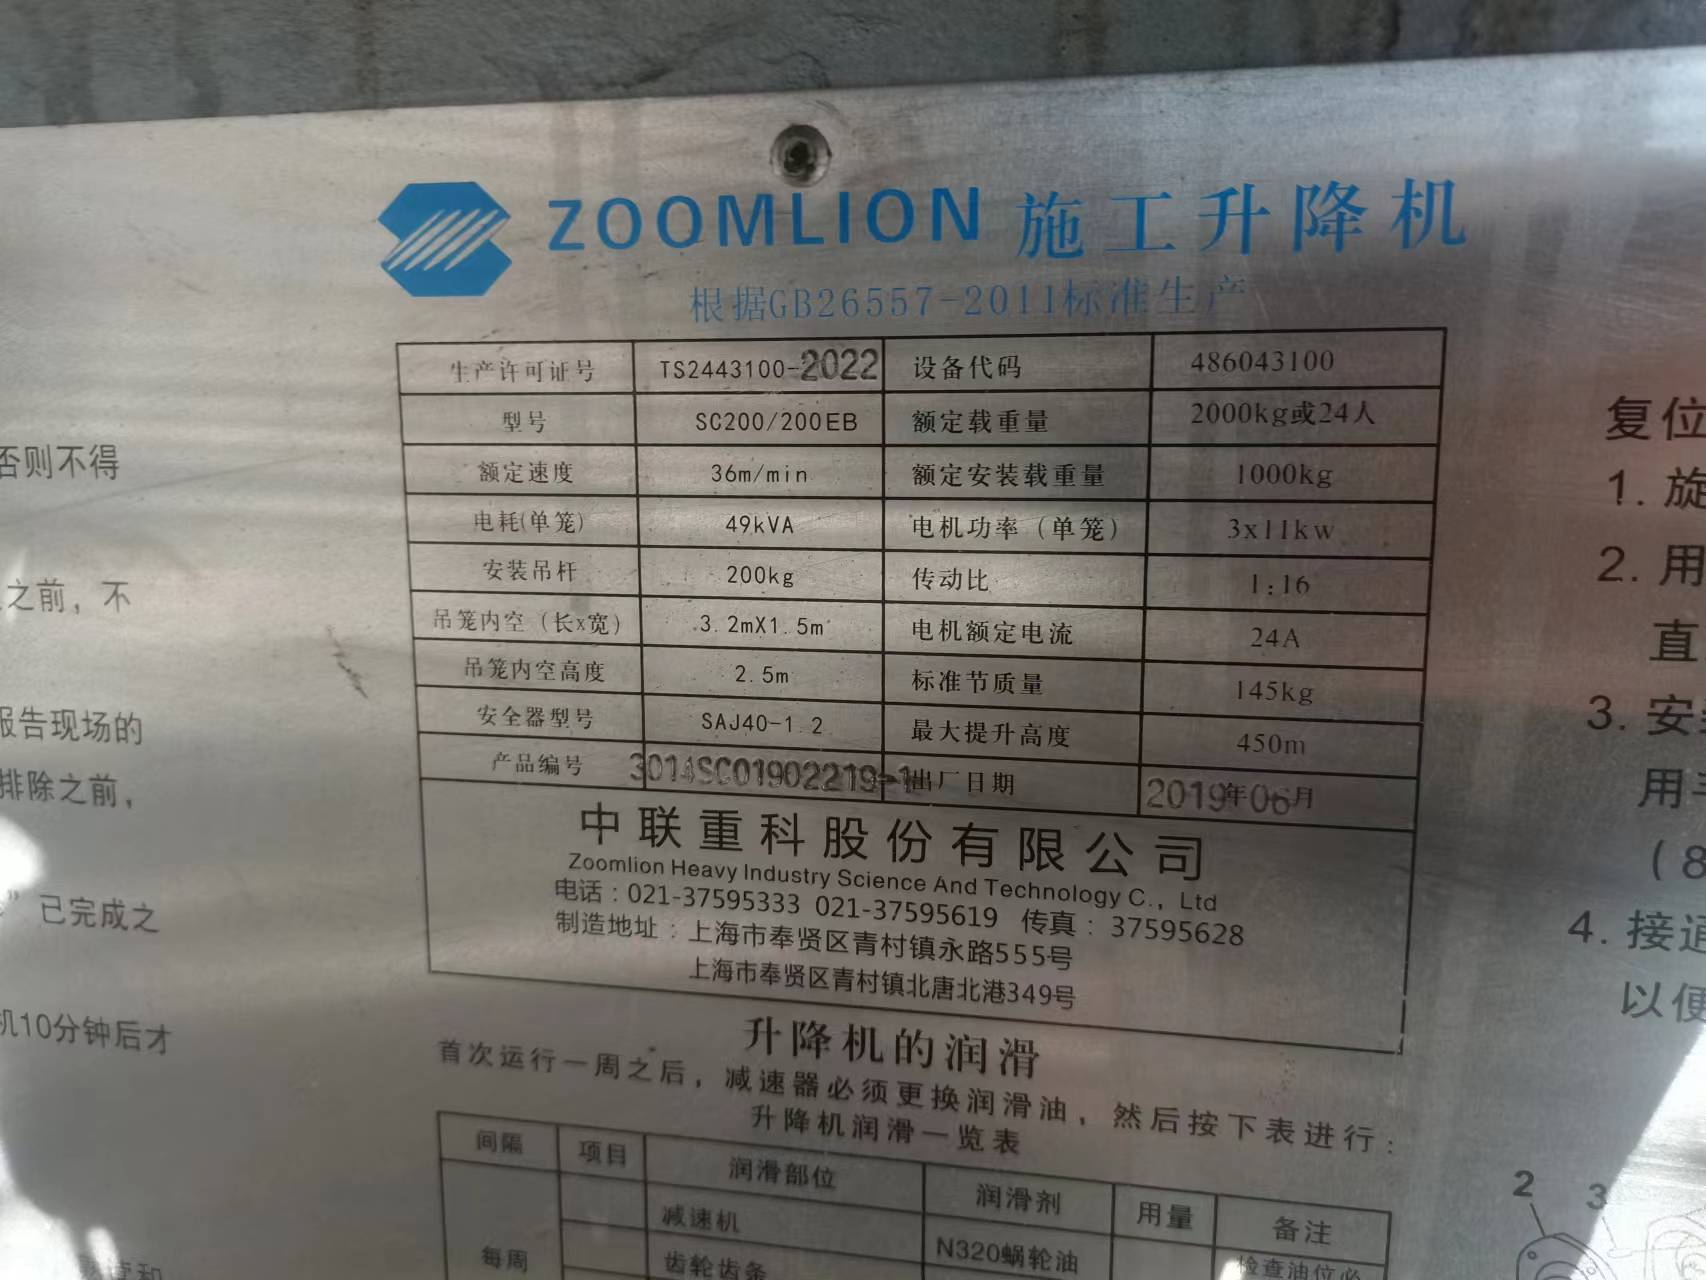 ZOOMLION 施工升降机
根据GB26557-2011标准生产
生产许可证号 TS2443100-2022 设备代码 486043100
型号 SC200/200EB 额定载重量 2000kg或24人
额定速度 36m/min 额定安装载重量 1000kg
电耗(单笼) 49kVA 电机功率（单笼） 3x11kw
安装吊杆 200kg 传动比 1:16
吊笼内空（长x宽） 3.2mX1.5m 电机额定电流 24A
吊笼内空高度 2.5m 标准节质量 145kg
安全器型号 SAJ40-1.2 最大提升高度 450m
产品编号 3014SC01902219-1 出厂日期 2019年06月
中联重科股份有限公司
Zoomlion Heavy Industry Science And Technology C., Ltd
电话：021-37595333 021-37595619 传真：37595628
制造地址：上海市奉贤区青村镇永路555号
上海市奉贤区青村镇北唐北港349号
升降机的润滑
首次运行一周之后，减速器必须更换润滑油，然后按下表进行：
升降机润滑一览表
间隔 项目 润滑部位 润滑剂 用量 备注
每周 减速机 N320蜗轮油 检查油位必
齿轮齿条
否则不得
之前，不
报告现场的
排除之前，
”已完成之
机10分钟后才
复位
1. 旋
2. 用
直
3. 安
用
(8
4. 接通
以便
2 3